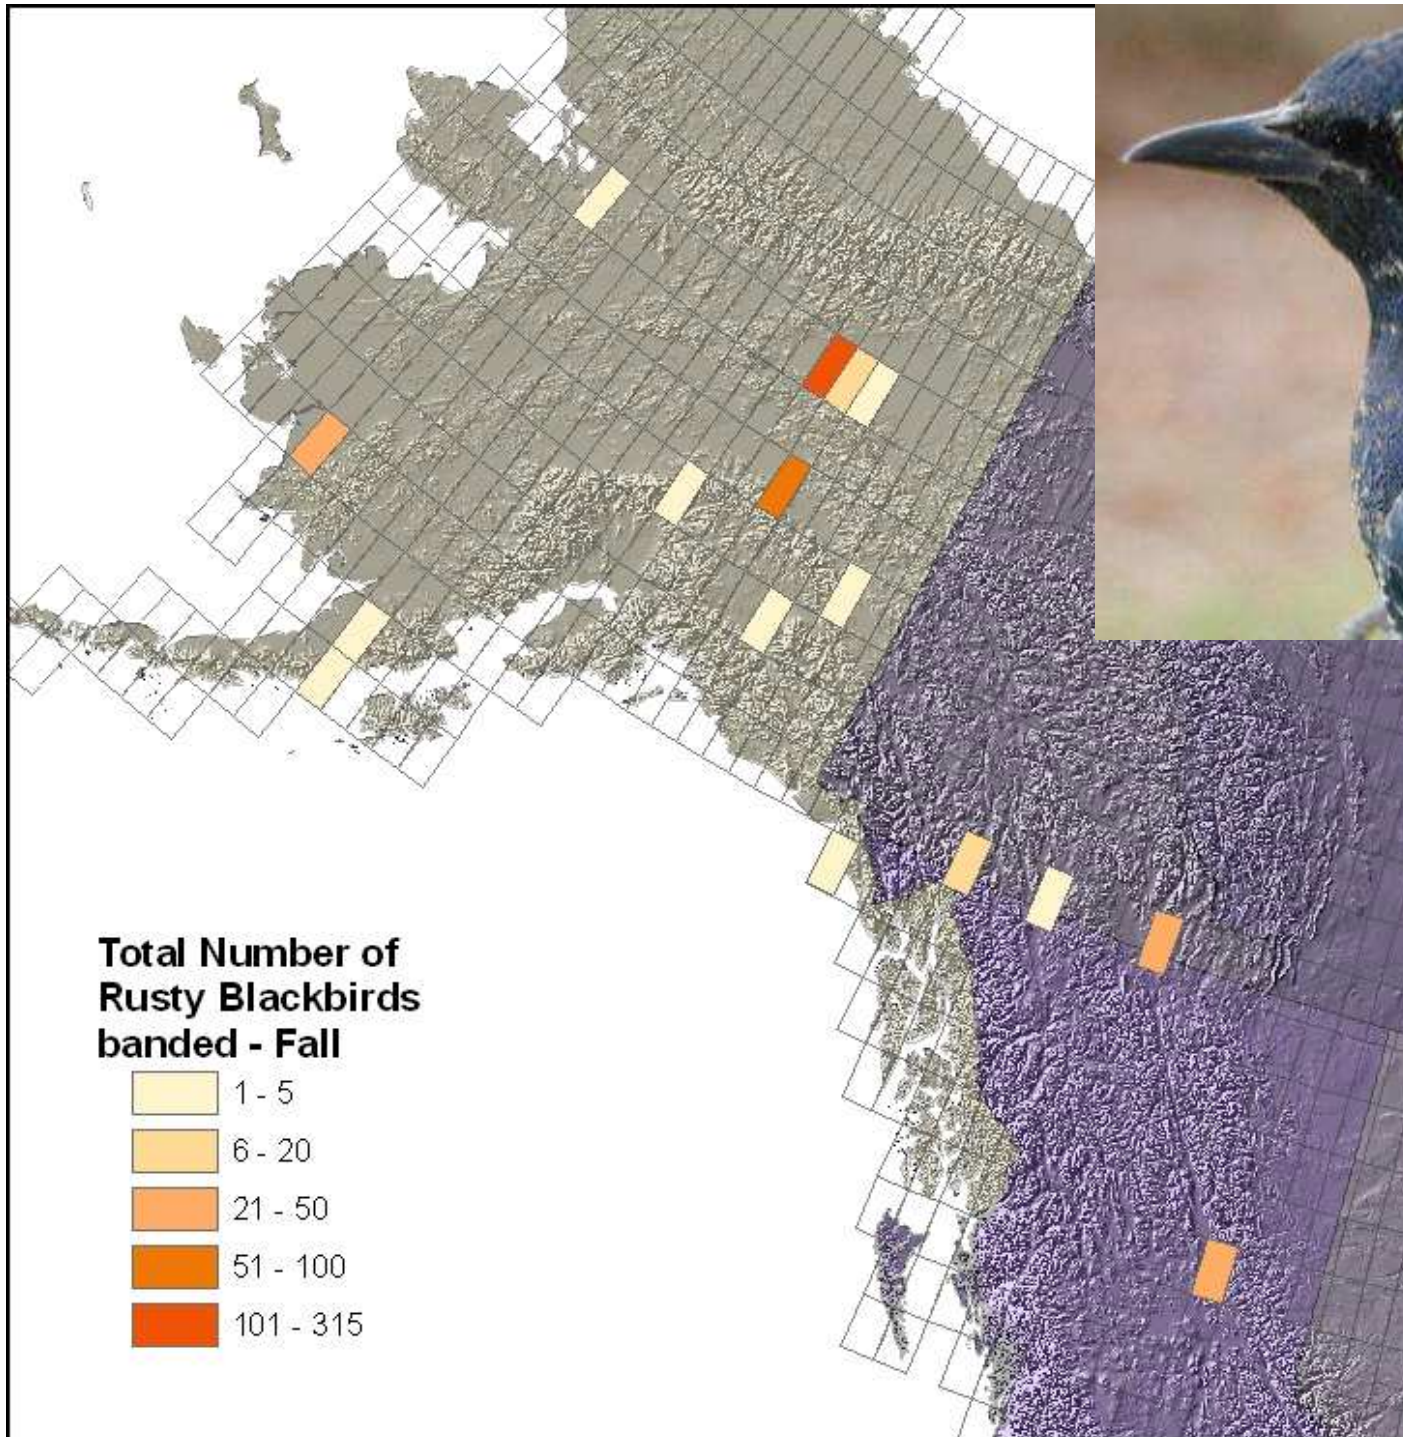 Total Number of
Rusty Blackbirds
banded - Fall
1 - 5
6 - 20
21 - 50
51 - 100
101 - 315